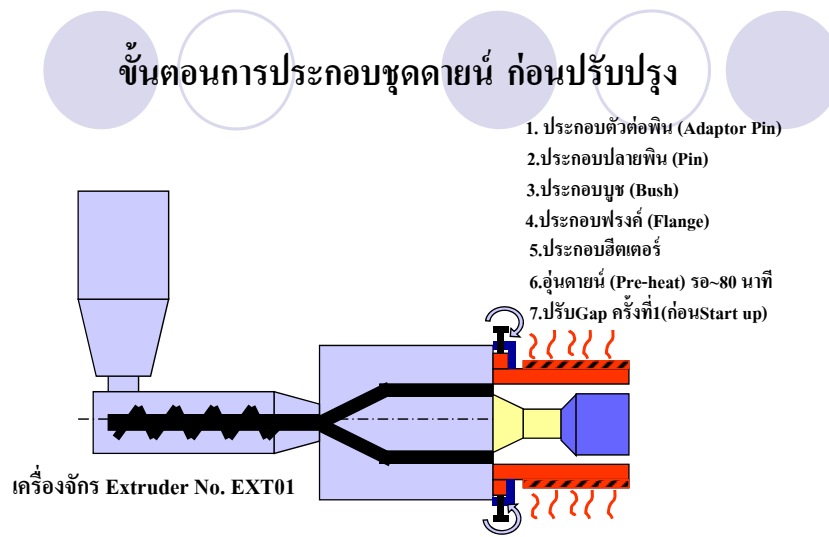 ขั้นตอนการประกอบชุดดายน์ ก่อนปรับปรุง
1. ประกอบตัวต่อพิน (Adaptor Pin)
2.ประกอบปลายพิน (Pin)
3.ประกอบบูช (Bush)
4.ประกอบฟรงค์ (Flange)
5.ประกอบฮีตเตอร์
6.อุ่นดายน์ (Pre-heat) รอ~80 นาที
7.ปรับGap ครั้งที่1(ก่อนStart up)
เครื่องจักร Extruder No. EXT01